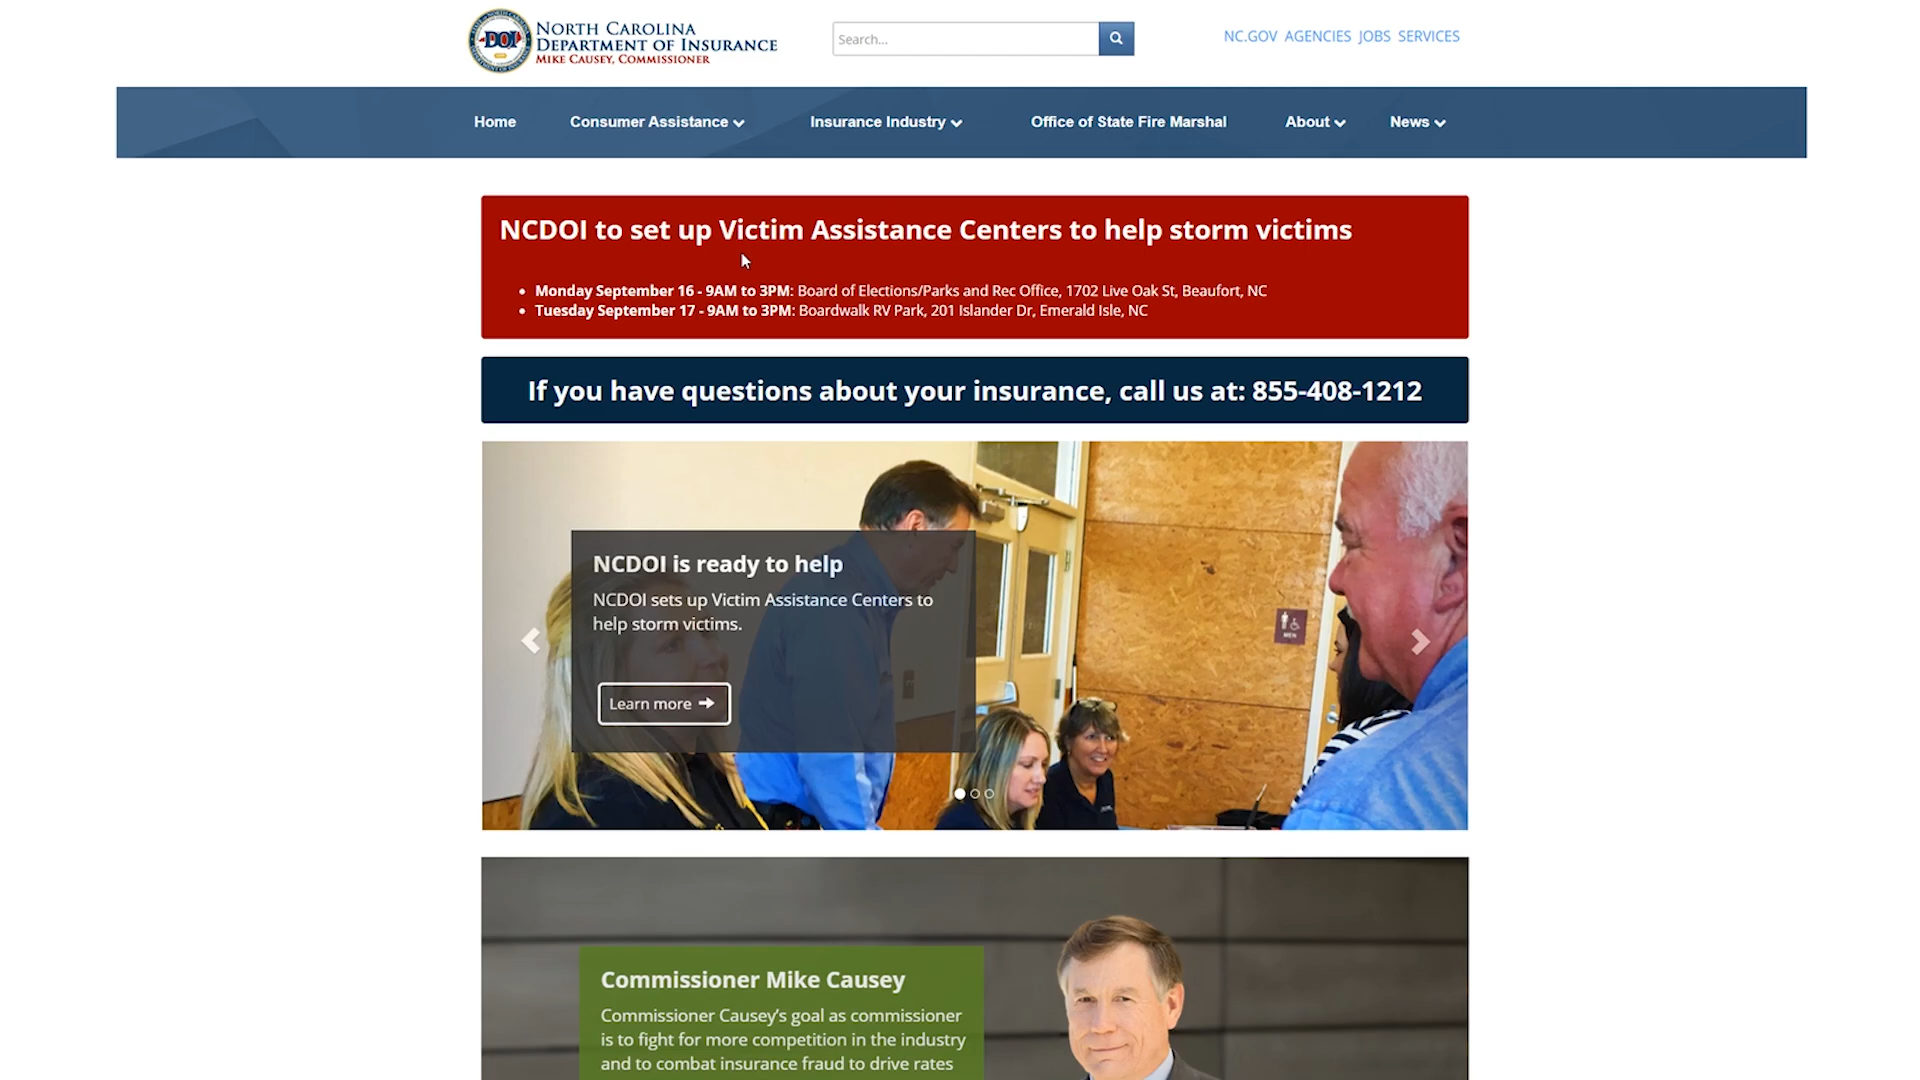 DOI
NORTH CAROLINA
DEPARTMENT OF INSURANCE
MIKE CAUSEY, COMMISSIONER
Search...
NC.GOV AGENCIES JOBS SERVICES
Home Consumer Assistance Insurance Industry Office of State Fire Marshal About News
NCDOI to set up Victim Assistance Centers to help storm victims
• Monday September 16 - 9AM to 3PM: Board of Elections/Parks and Rec Office, 1702 Live Oak St, Beaufort, NC
• Tuesday September 17 - 9AM to 3PM: Boardwalk RV Park, 201 Islander Dr, Emerald Isle, NC
If you have questions about your insurance, call us at: 855-408-1212
NCDOI is ready to help
NCDOI sets up Victim Assistance Centers to
help storm victims.
MEN
Learn more
Commissioner Mike Causey
Commissioner Causey's goal as commissioner
is to fight for more competition in the industry
and to combat insurance fraud to drive rates